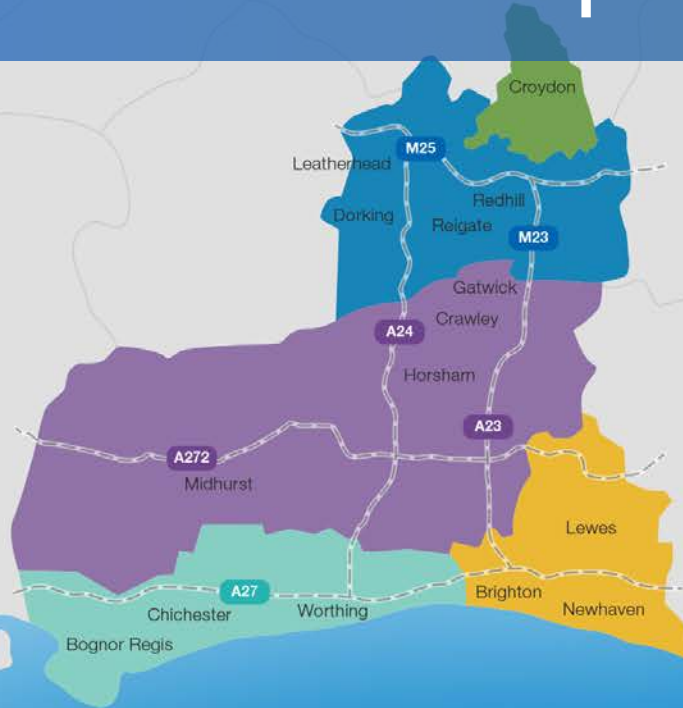 Croydon
M25
Leatherhead
Redhill
Dorking
Reigate
M23
Gatwick
Crawley
A24
Horsham
A23
A272
Midhurst
Lewes
A27
Brighton
Chichester
Worthing
Newhaven
Bognor Regis